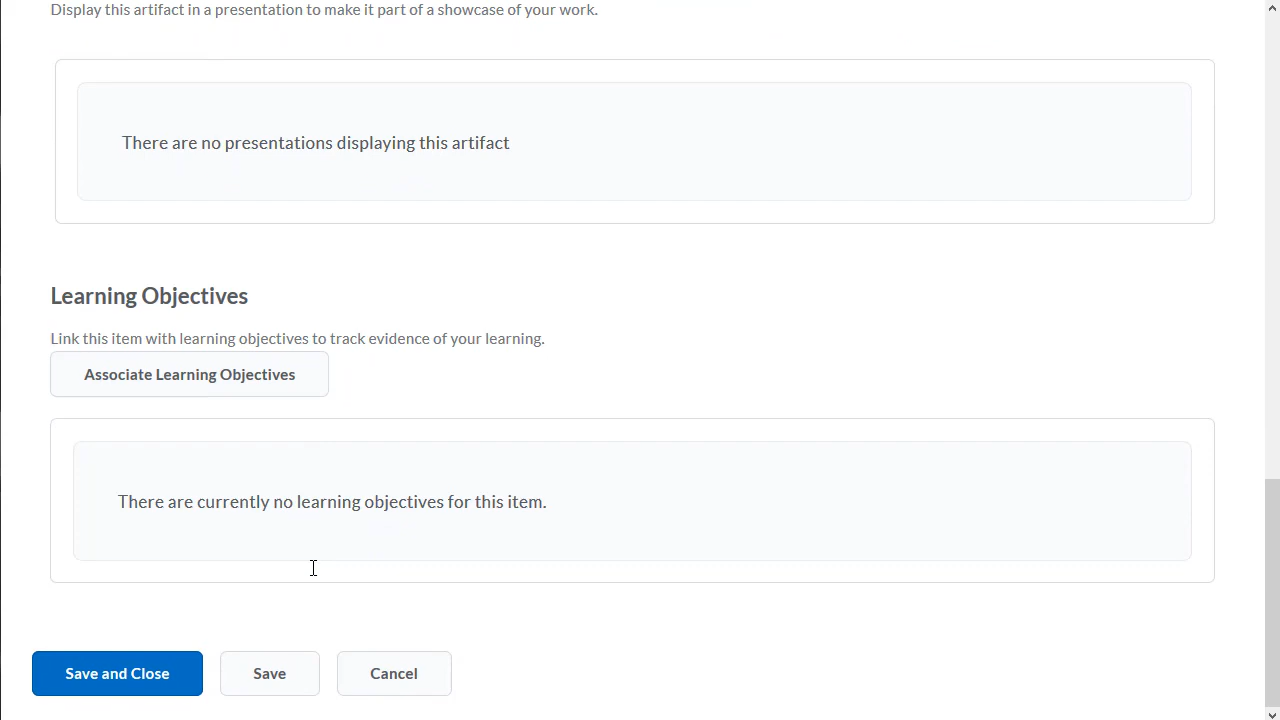 Display this artifact in a presentation to make it part of a showcase of your work.
There are no presentations displaying this artifact
Learning Objectives
Link this item with learning objectives to track evidence of your learning.
Associate Learning Objectives
There are currently no learning objectives for this item.
Save and Close
Save
Cancel